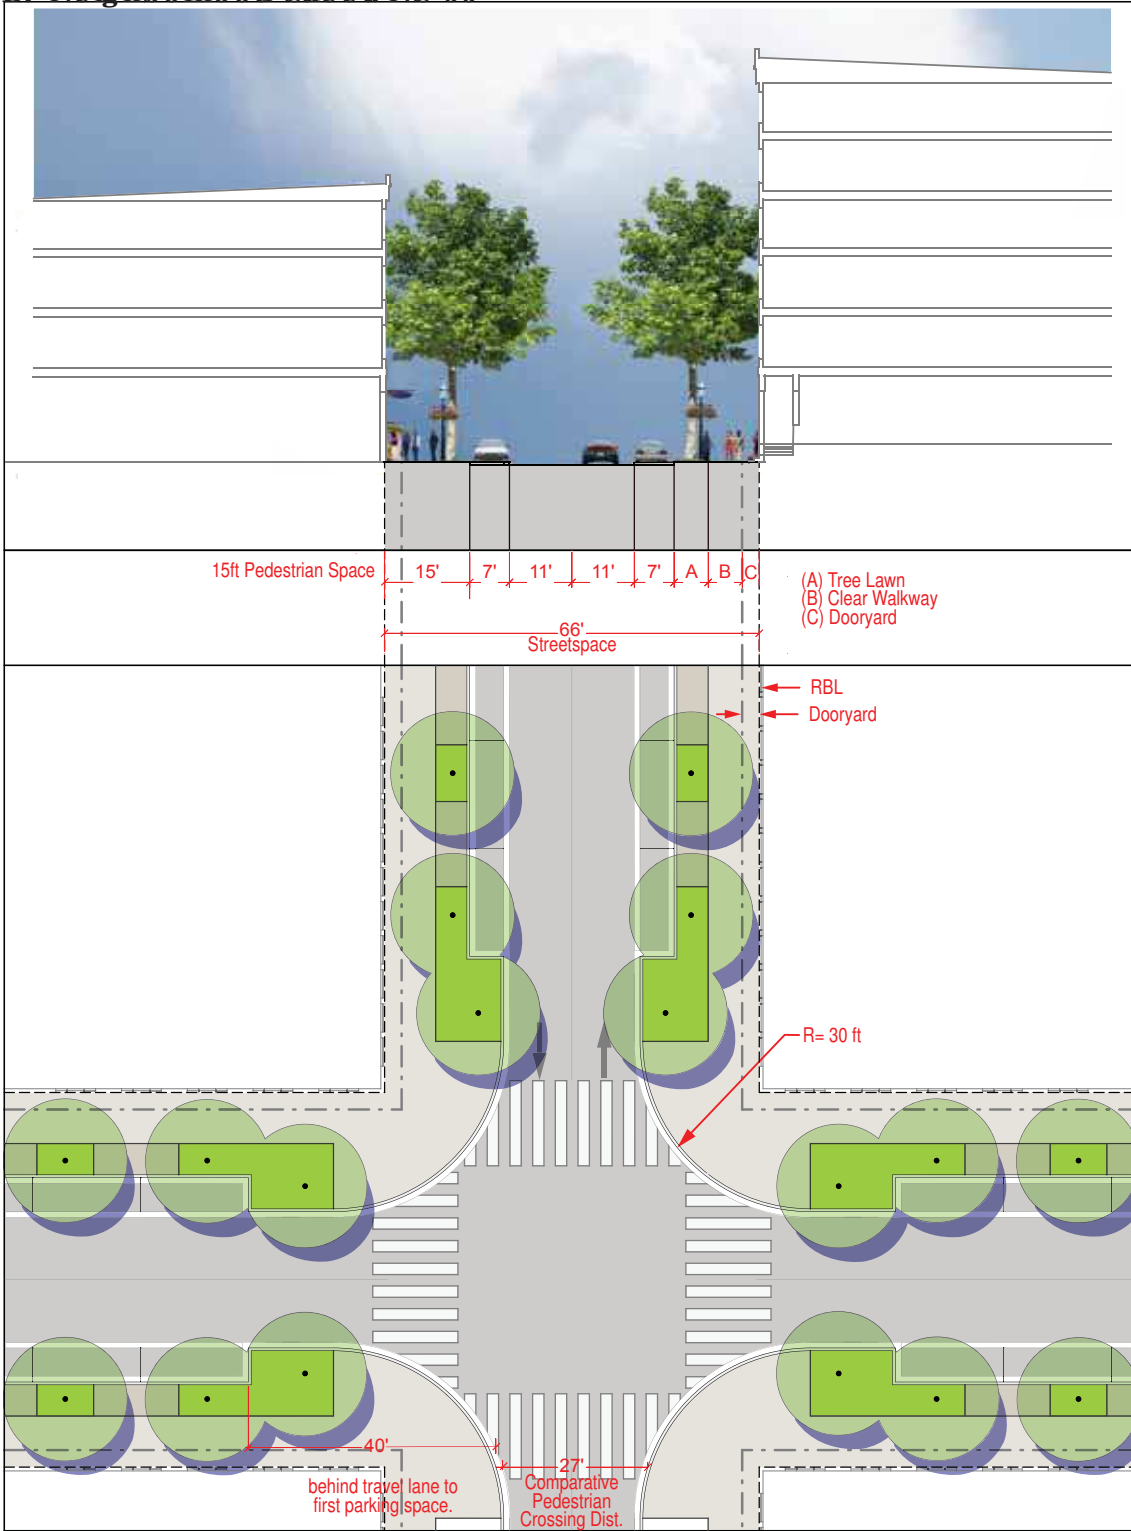 15ft Pedestrian Space
15' 7' 11' 11' 7' A B C
(A) Tree Lawn
(B) Clear Walkway
(C) Dooryard
66'
Streetspace
RBL
Dooryard
R= 30 ft
40'
behind travel lane to
first parking space.
27'
Comparative
Pedestrian
Crossing Dist.